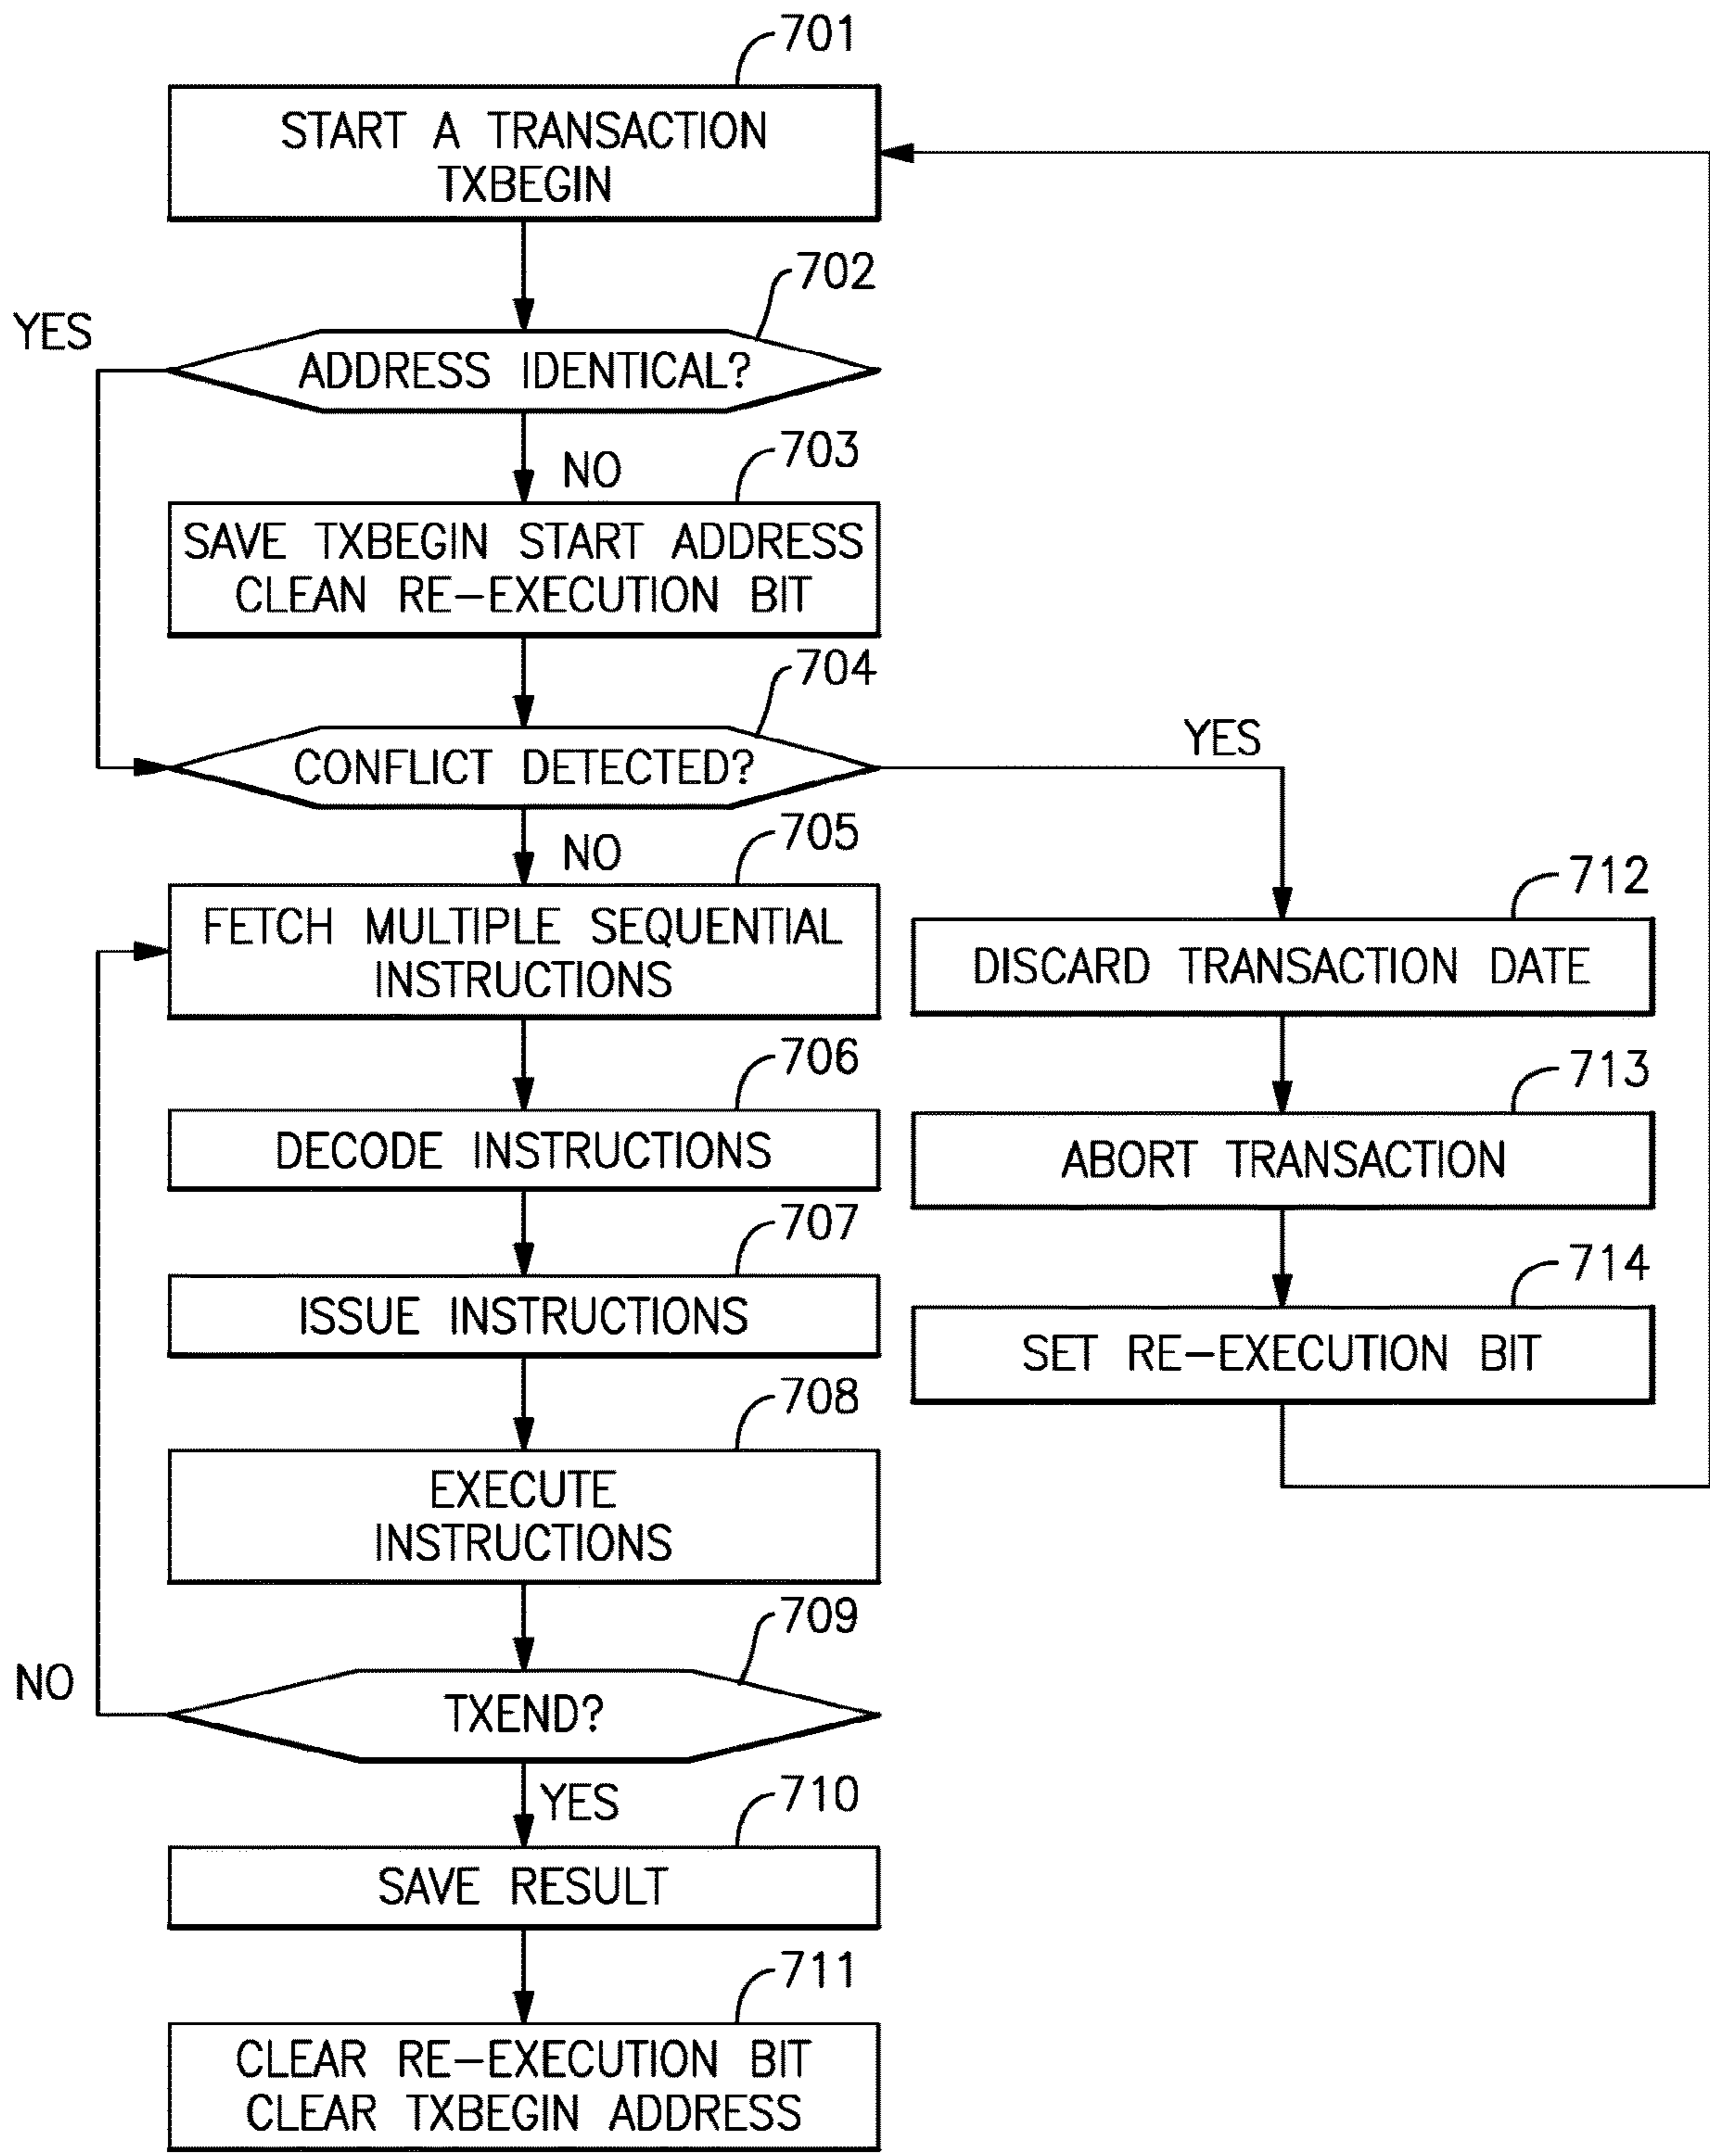 701
START A TRANSACTION
TXBEGIN
702
YES
ADDRESS IDENTICAL?
NO
703
SAVE TXBEGIN START ADDRESS
CLEAN RE-EXECUTION BIT
704
CONFLICT DETECTED?
YES
NO
705
FETCH MULTIPLE SEQUENTIAL
INSTRUCTIONS
706
DECODE INSTRUCTIONS
707
ISSUE INSTRUCTIONS
708
EXECUTE
INSTRUCTIONS
709
NO
TXEND?
YES
710
SAVE RESULT
711
CLEAR RE-EXECUTION BIT
CLEAR TXBEGIN ADDRESS
712
DISCARD TRANSACTION DATE
713
ABORT TRANSACTION
714
SET RE-EXECUTION BIT